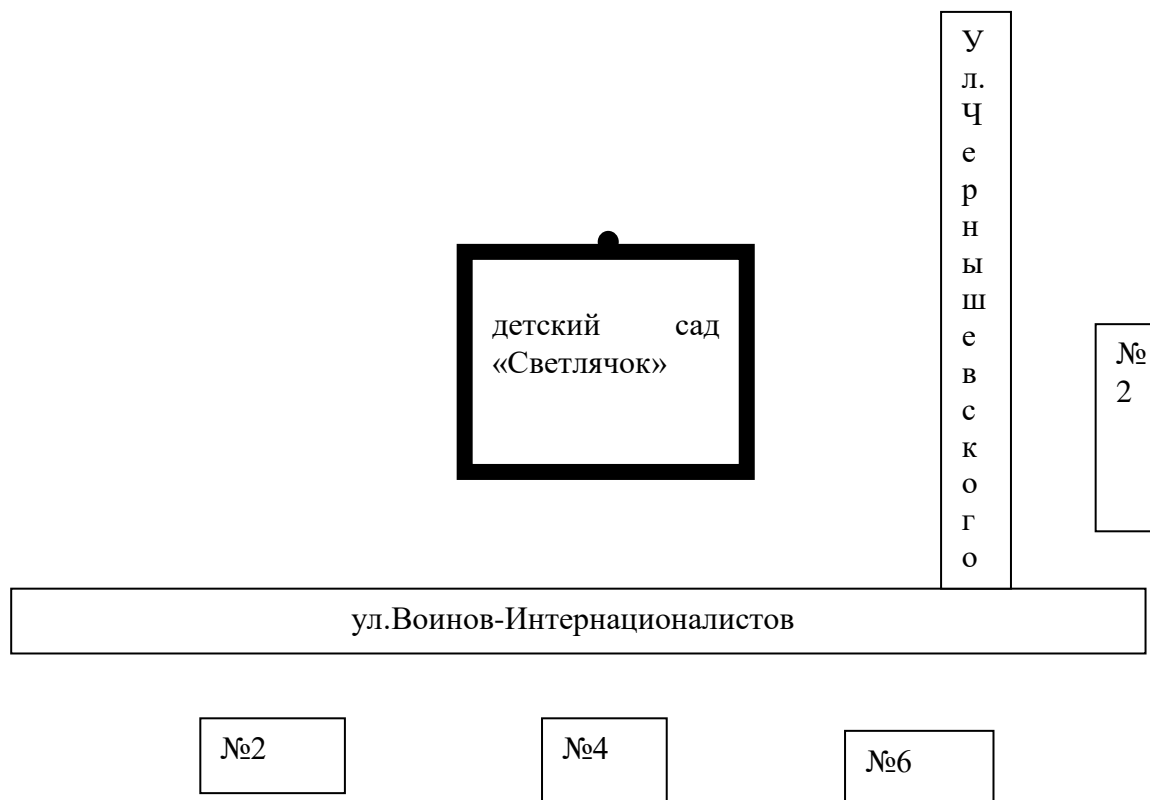 У
л.
Ч
е
р
н
ы
ш
е
в
с
к
о
г
о
детский сад
«Светлячок»
№
2
ул.Воинов-Интернационалистов
№2
№4
№6